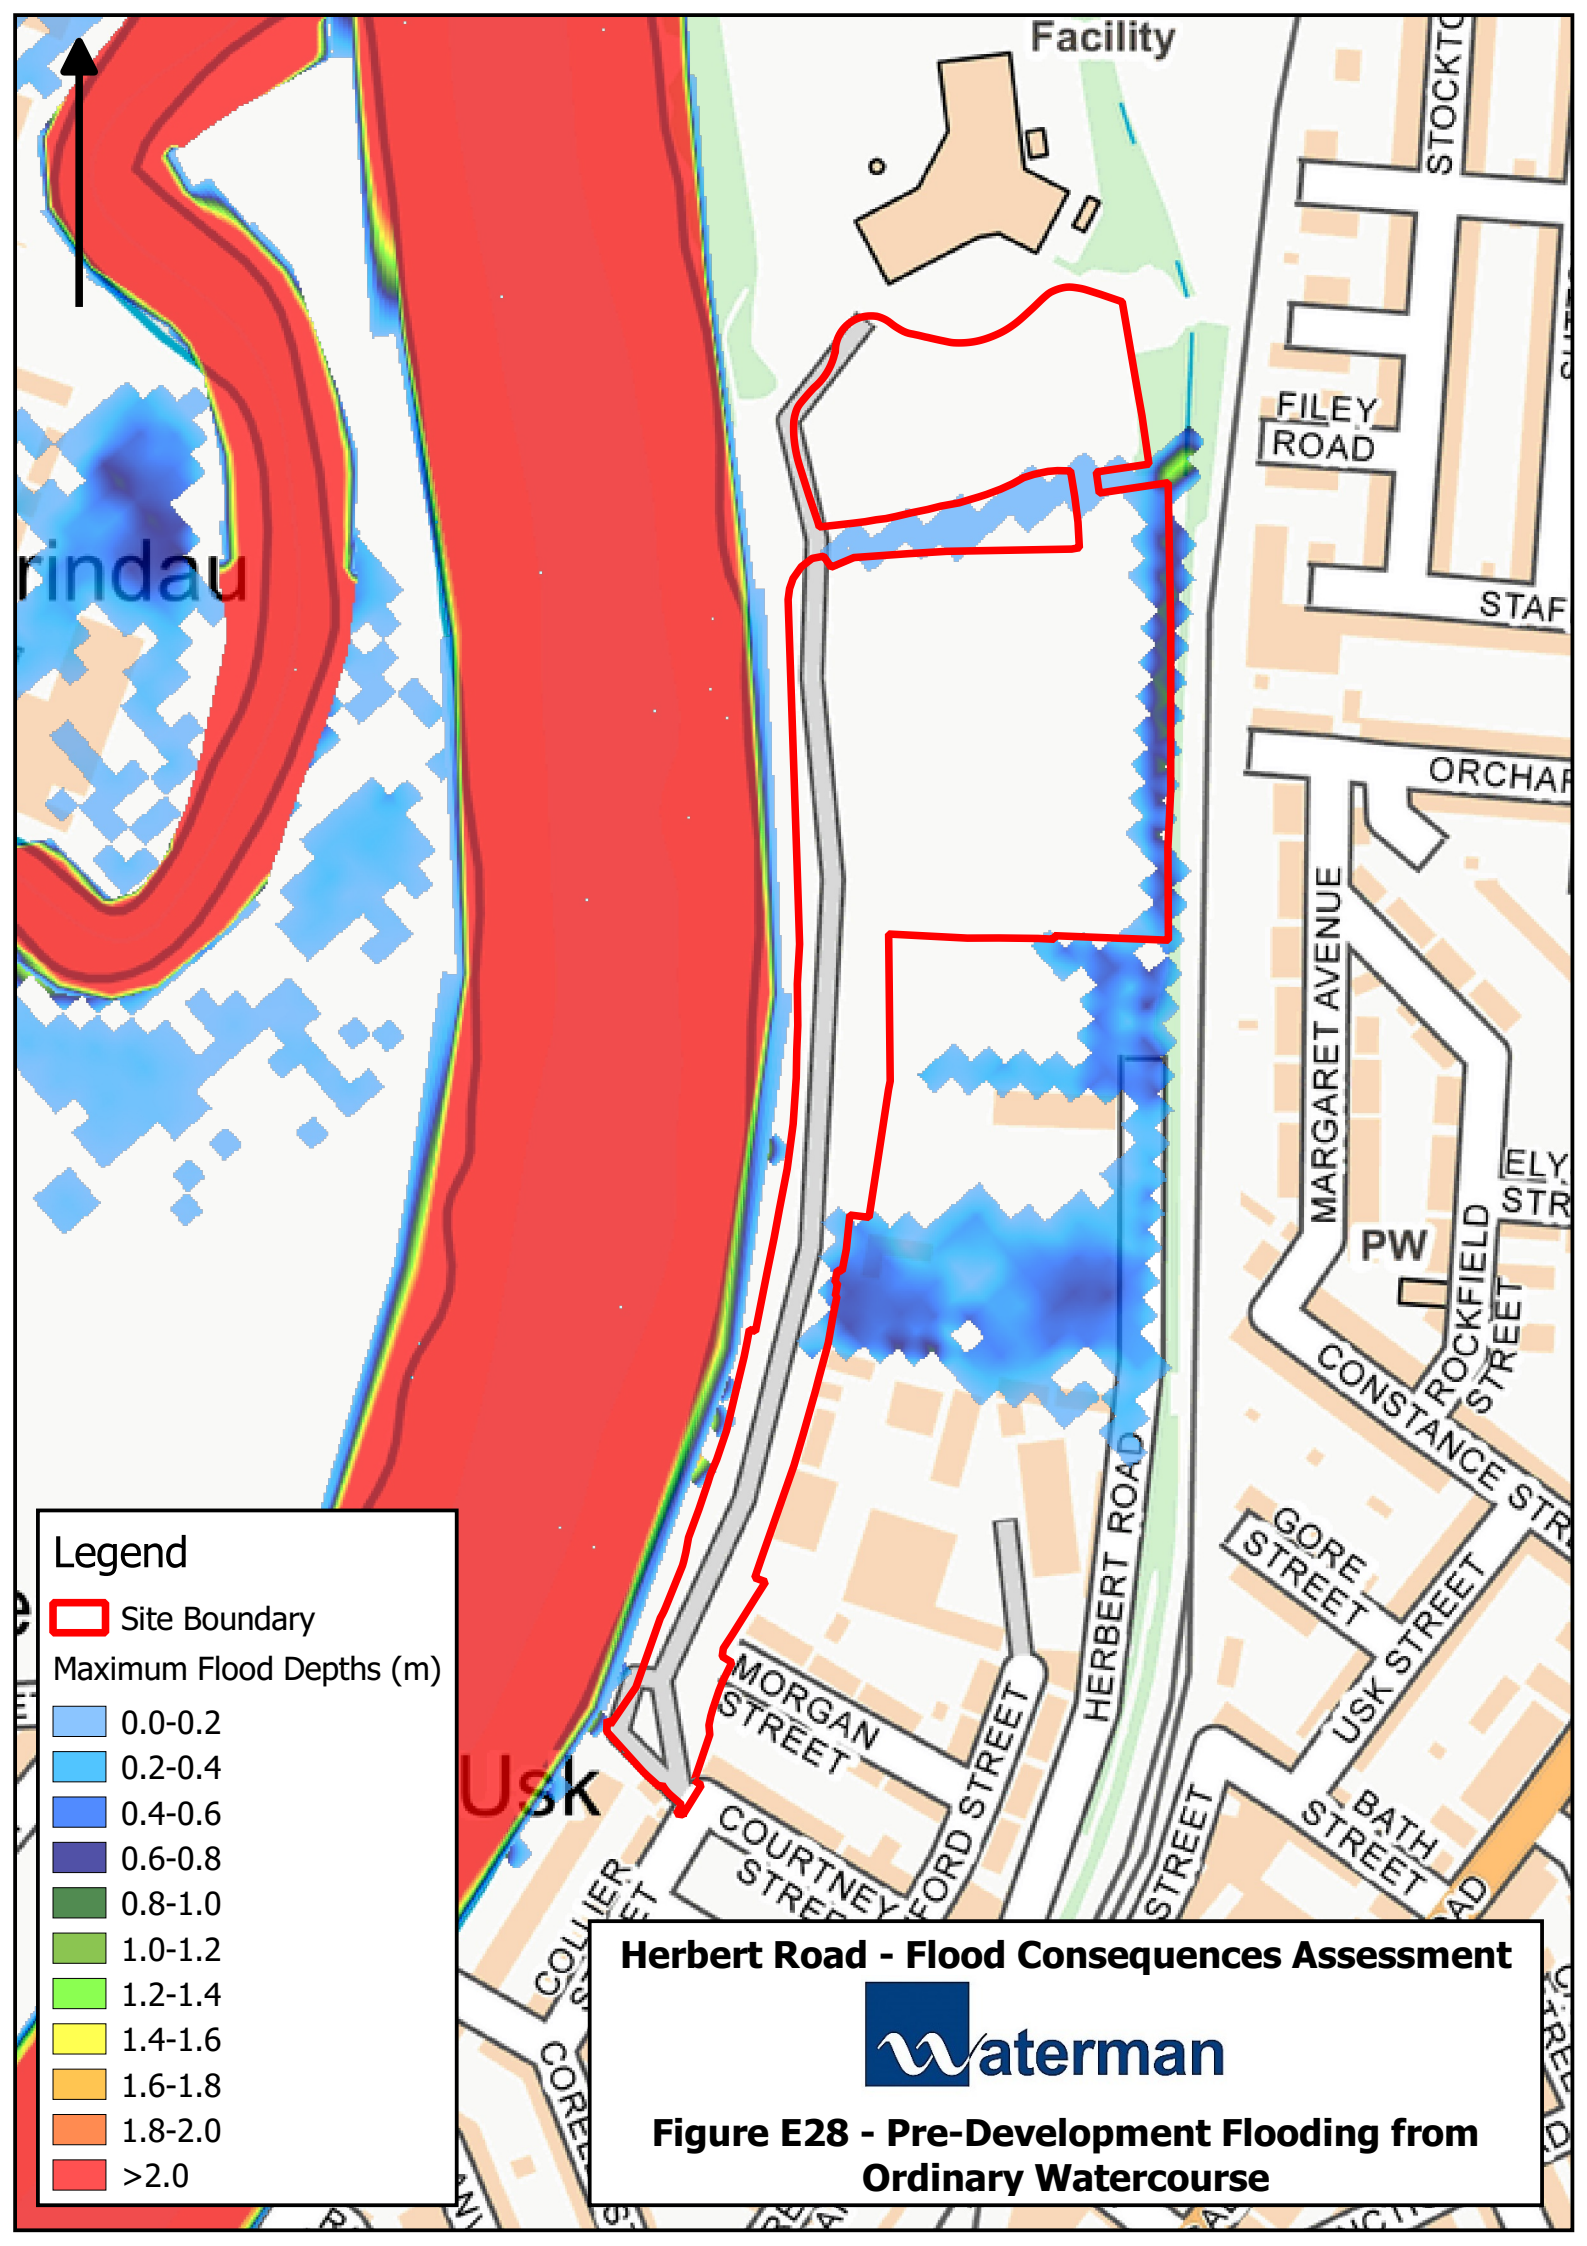 Facility
STOCKTO
FILEY
ROAD
rindau
STAF
ORCHAR
MARGARET AVENUE
ELY
STR
PW
ROCKFIELD
STREET
CONSTANCE STR
GORE
STREET
USK STREET
HERBERT ROAD
MORGAN
STREET
FORD STREET
BATH
STREET
STREET
Usk
COURTNEY
STREE
COLLIER
Legend
Site Boundary
Maximum Flood Depths (m)
0.0-0.2
0.2-0.4
0.4-0.6
0.6-0.8
0.8-1.0
1.0-1.2
1.2-1.4
1.4-1.6
1.6-1.8
1.8-2.0
>2.0
Herbert Road - Flood Consequences Assessment
Waterman
Figure E28 - Pre-Development Flooding from
Ordinary Watercourse